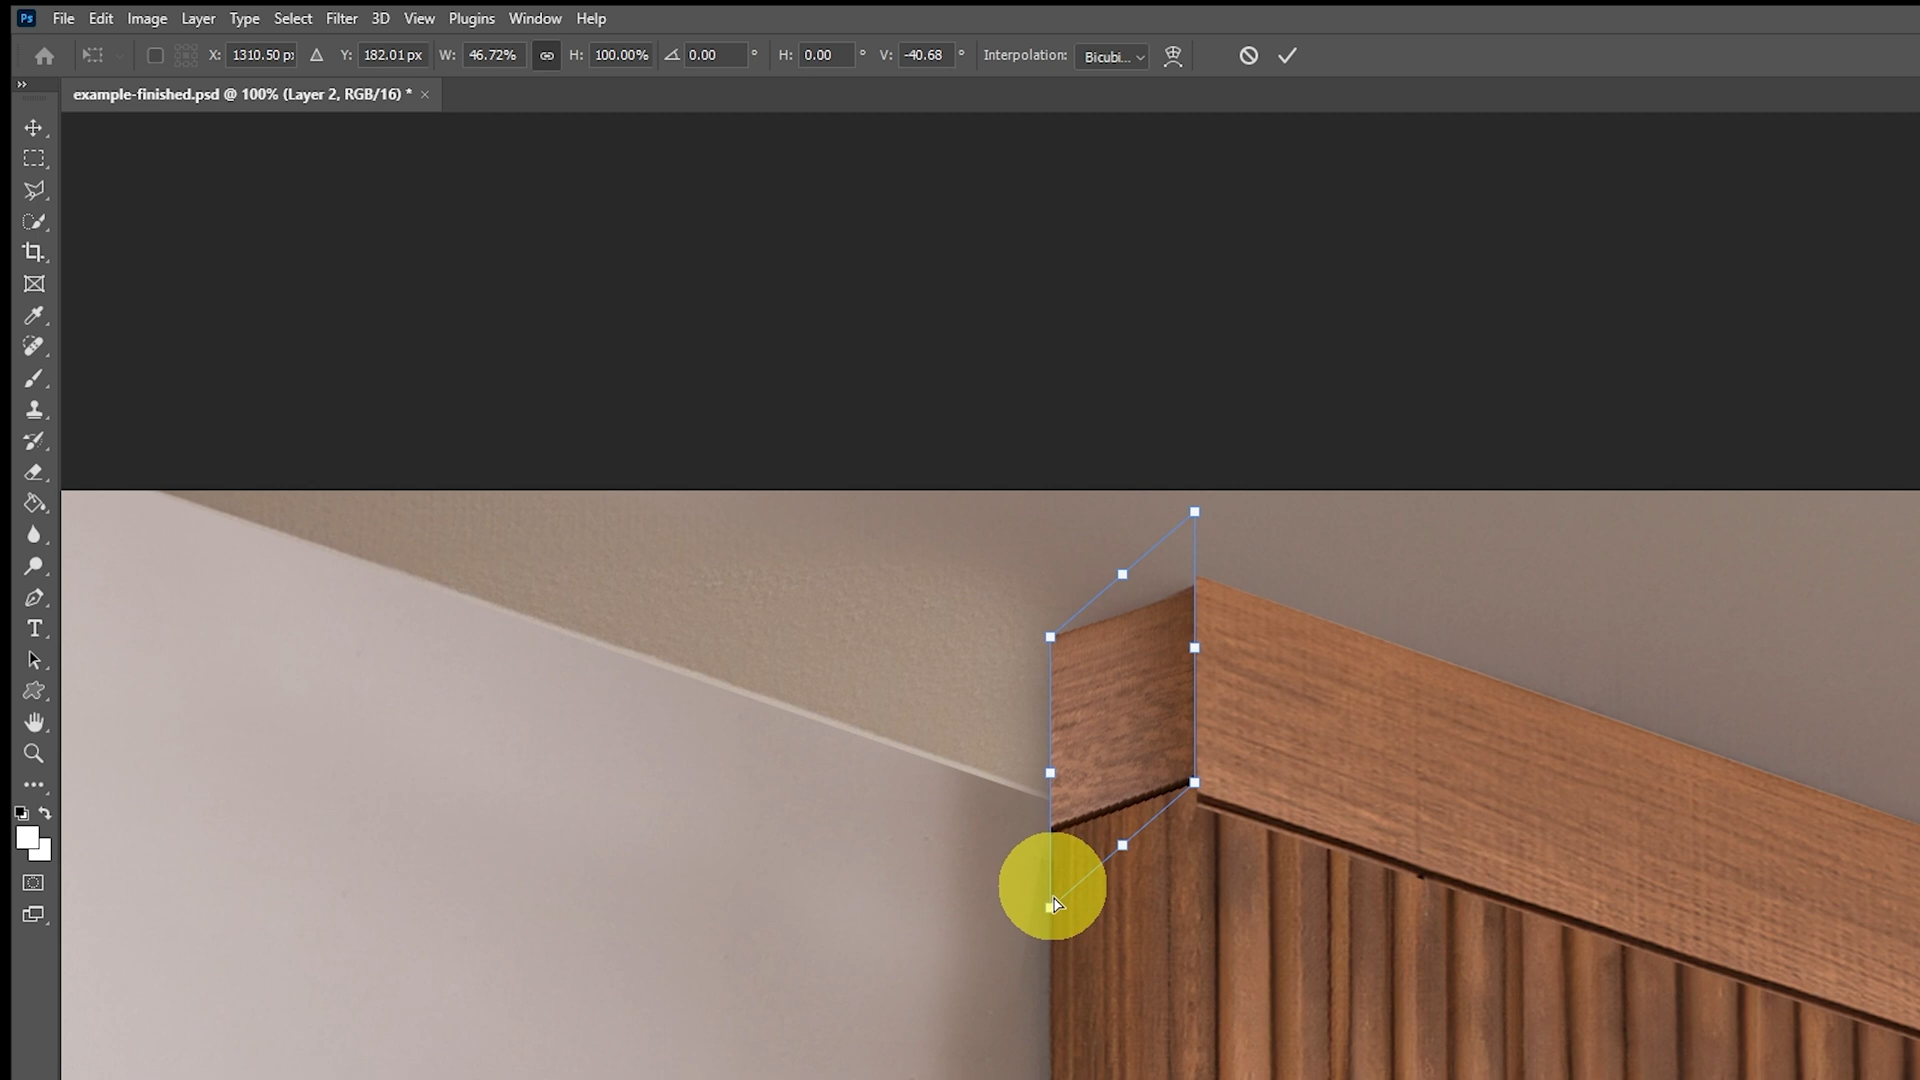 Ps File Edit Image Layer Type Select Filter 3D View Plugins Window Help
X: 1310.50 px Y: 182.01 px W: 46.72% H: 100.00% 0.00 ° H: 0.00 ° V: -40.68 ° Interpolation: Bicubi...
example-finished.psd @ 100% (Layer 2, RGB/16) * ×